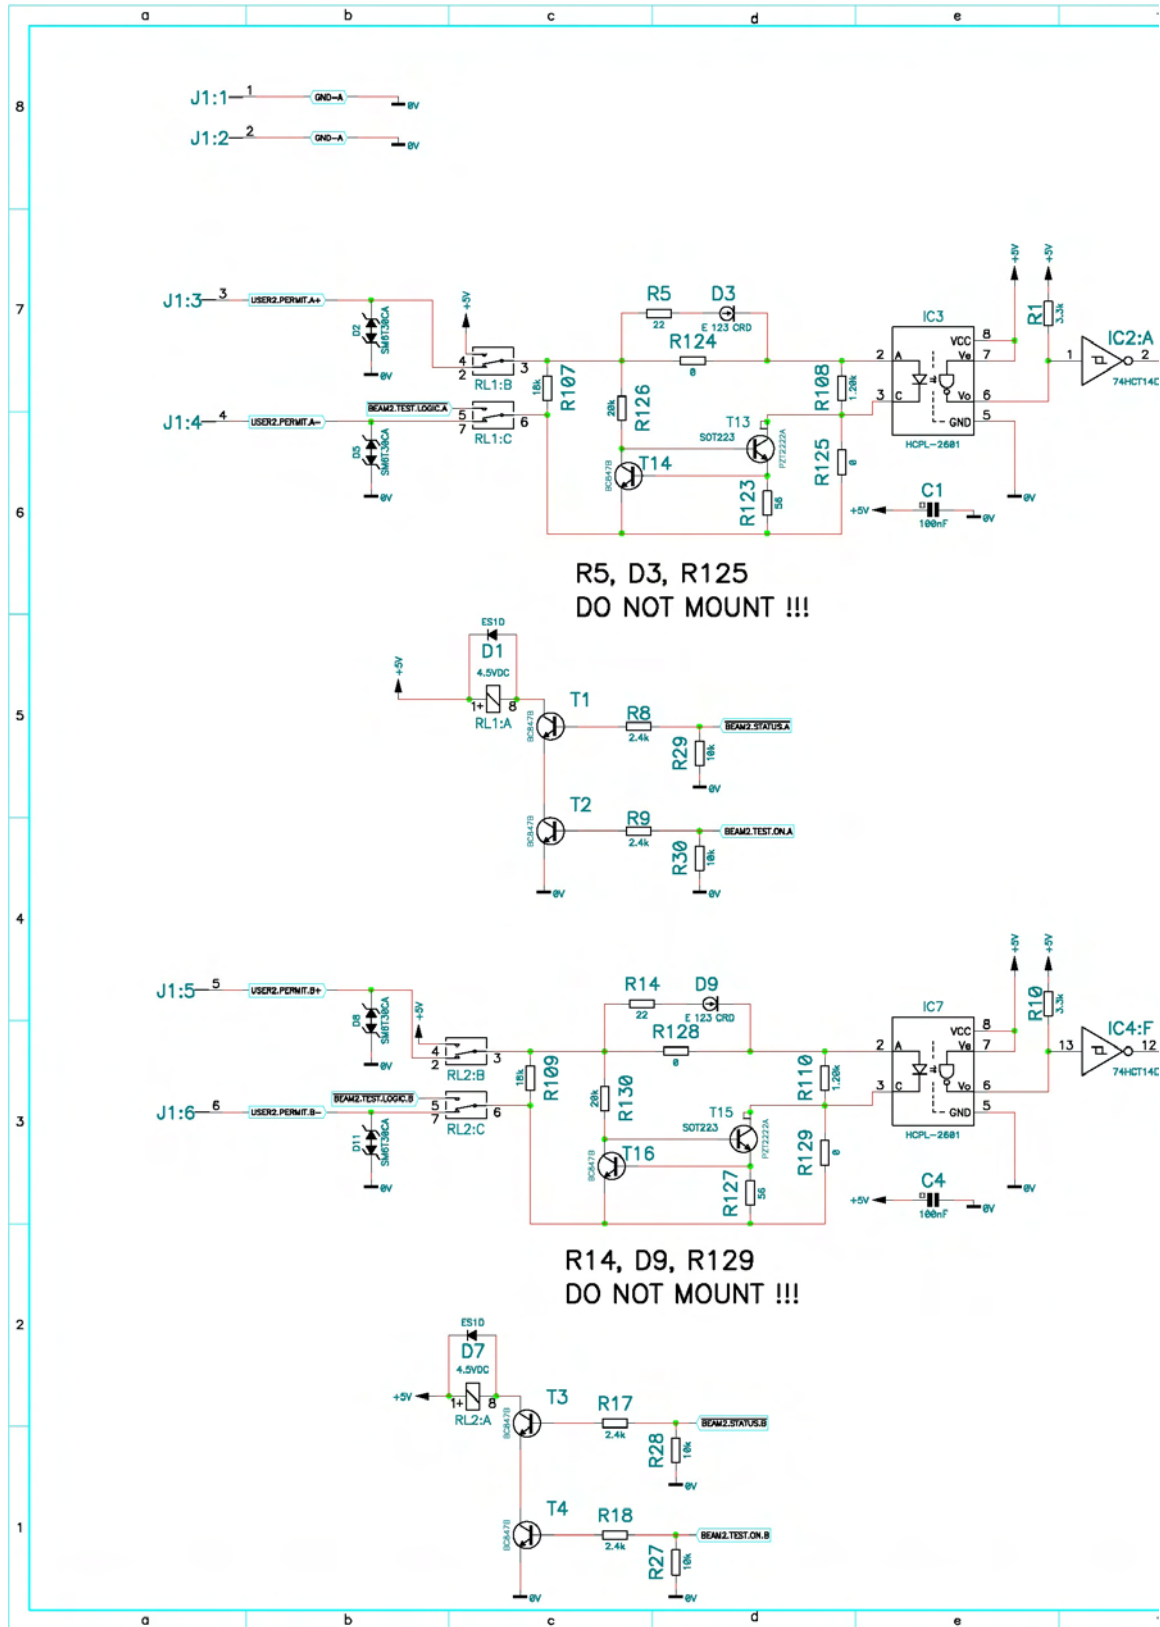 a b c d e
8
J1:1 1 GND-A 0V
J1:2 2 GND-A 0V
7
J1:3 3 USER2.PERMIT.A+
D2
SM6T30CA
0V
+5V
4
2
3
RL1:B
R5
22
D3
E 123 CRD
R124
0
R107
18k
R126
20k
R108
1.20k
IC3
VCC 8
2 A Ve 7
3 C Vo 6
GND 5
HCPL-2601
+5V
+5V
R1
3.3k
IC2:A
1 2
74HCT14D
BEAM2.TEST.LOGIC.A
J1:4 4 USER2.PERMIT.A-
5
7
6
RL1:C
D5
SM6T30CA
0V
T13
SOT223
PZT2222A
T14
BC847B
R123
56
R125
0
+5V
C1
100nF
0V
0V
6
R5, D3, R125
DO NOT MOUNT !!!
5
ES1D
D1
4.5VDC
+5V
1+ 8
RL1:A
T1
BC847B
R8
2.4k
BEAM2.STATUS.A
R29
10k
0V
T2
BC847B
R9
2.4k
BEAM2.TEST.ON.A
R30
10k
0V
0V
4
J1:5 5 USER2.PERMIT.B+
D8
SM6T30CA
0V
+5V
4
2
3
RL2:B
R14
22
D9
E 123 CRD
R128
0
R109
18k
R130
20k
R110
1.20k
IC7
VCC 8
2 A Ve 7
3 C Vo 6
GND 5
HCPL-2601
+5V
+5V
R10
3.3k
IC4:F
13 12
74HCT14D
3
BEAM2.TEST.LOGIC.B
J1:6 6 USER2.PERMIT.B-
5
7
6
RL2:C
D11
SM6T30CA
0V
T15
SOT223
PZT2222A
T16
BC847B
R127
56
R129
0
+5V
C4
100nF
0V
0V
R14, D9, R129
DO NOT MOUNT !!!
2
ES1D
D7
4.5VDC
+5V
1+ 8
RL2:A
T3
BC847B
R17
2.4k
BEAM2.STATUS.B
R28
10k
0V
1
T4
BC847B
R18
2.4k
BEAM2.TEST.ON.B
R27
10k
0V
0V
a b c d e